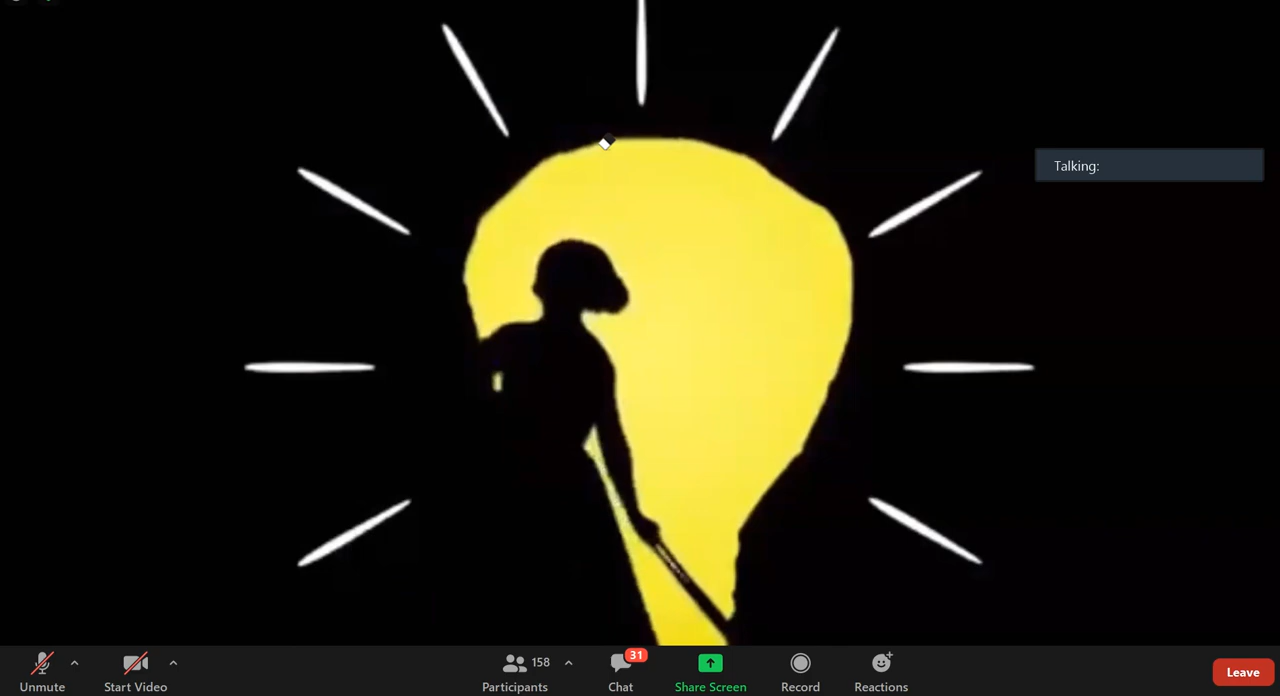 Talking:
31
158
Unmute
Start Video
Participants
Chat
Share Screen
Record
Reactions
Leave